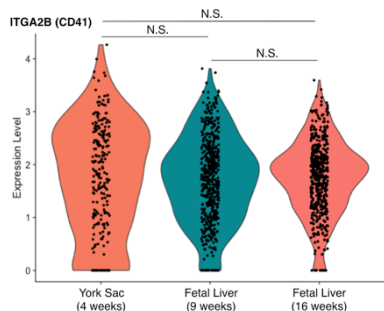 N.S.
ITGA2B (CD41)
N.S.
N.S.
Expression Level
4
3
2
1
0
York Sac
(4 weeks)
Fetal Liver
(9 weeks)
Fetal Liver
(16 weeks)